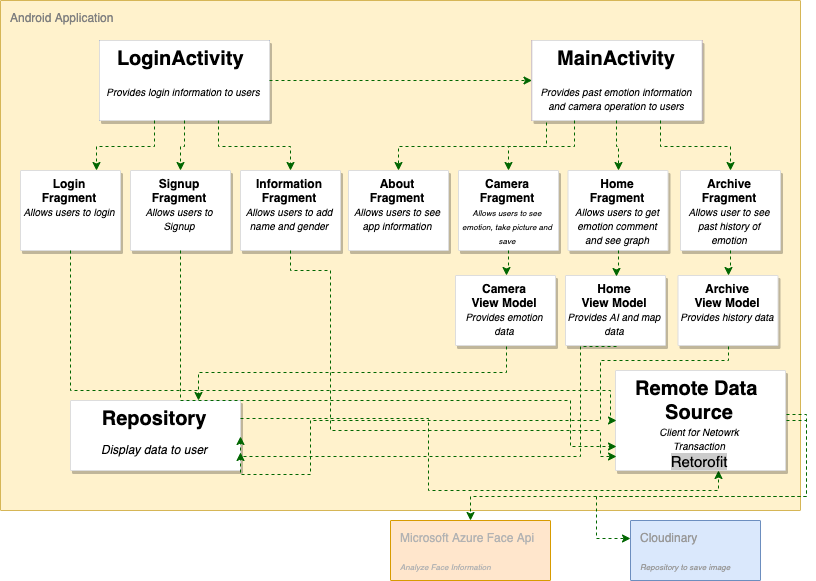 Android Application
LoginActivity
Provides login information to users
MainActivity
Provides past emotion information
and camera operation to users
Login
Fragment
Allows users to login
Signup
Fragment
Allows users to
Signup
Information
Fragment
Allows users to add
name and gender
About
Fragment
Allows users to see
app information
Camera
Fragment
Allows users to see
emotion, take picture and
save
Home
Fragment
Allows users to get
emotion comment
and see graph
Archive
Fragment
Allows user to see
past history of
emotion
Camera
View Model
Provides emotion
data
Home
View Model
Provides AI and map
data
Archive
View Model
Provides history data
Repository
Display data to user
Remote Data
Source
Client for Netowrk
Transaction
Retorofit
Microsoft Azure Face Api
Analyze Face Information
Cloudinary
Repository to save image